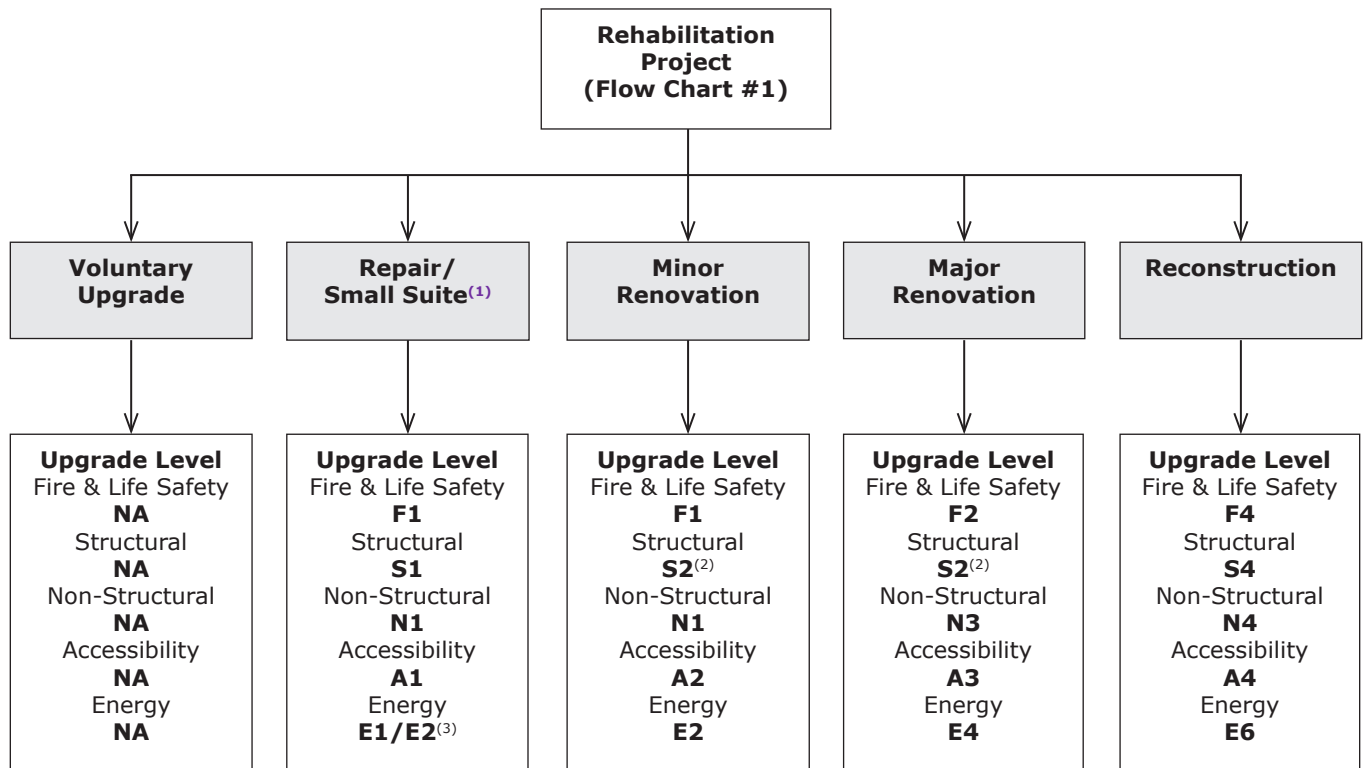 Rehabilitation
Project
(Flow Chart #1)
Voluntary
Upgrade
Repair/
Small Suite(1)
Minor
Renovation
Major
Renovation
Reconstruction
Upgrade Level
Fire & Life Safety
NA
Structural
NA
Non-Structural
NA
Accessibility
NA
Energy
NA
Upgrade Level
Fire & Life Safety
F1
Structural
S1
Non-Structural
N1
Accessibility
A1
Energy
E1/E2(3)
Upgrade Level
Fire & Life Safety
F1
Structural
S2(2)
Non-Structural
N1
Accessibility
A2
Energy
E2
Upgrade Level
Fire & Life Safety
F2
Structural
S2(2)
Non-Structural
N3
Accessibility
A3
Energy
E4
Upgrade Level
Fire & Life Safety
F4
Structural
S4
Non-Structural
N4
Accessibility
A4
Energy
E6